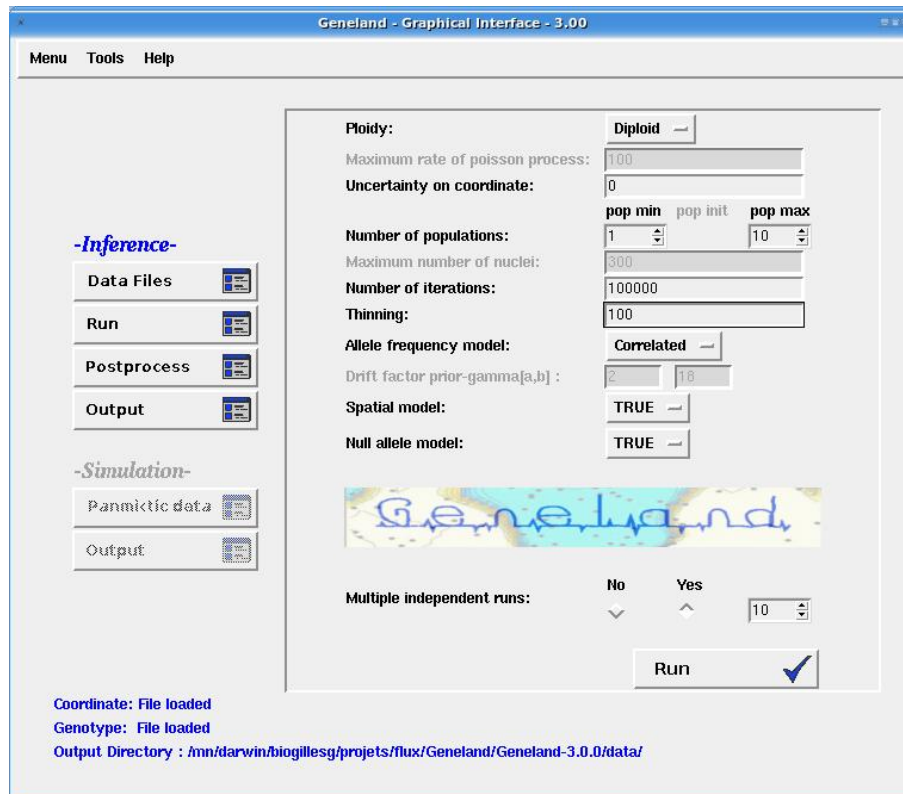 Geneland - Graphical Interface - 3.00
Menu Tools Help
Ploidy: Diploid
Maximum rate of poisson process: 100
Uncertainty on coordinate: 0
pop min pop init pop max
Number of populations: 1 10
Maximum number of nuclei: 300
Number of iterations: 100000
Thinning: 100
Allele frequency model: Correlated
Drift factor prior-gamma[a,b] : 2 18
Spatial model: TRUE
Null allele model: TRUE
Geneland
No Yes
Multiple independent runs: 10
Run
-Inference-
Data Files
Run
Postprocess
Output
-Simulation-
Panmictic data
Output
Coordinate: File loaded
Genotype: File loaded
Output Directory : /mn/darwin/biogillesg/projets/flux/Geneland/Geneland-3.0.0/data/